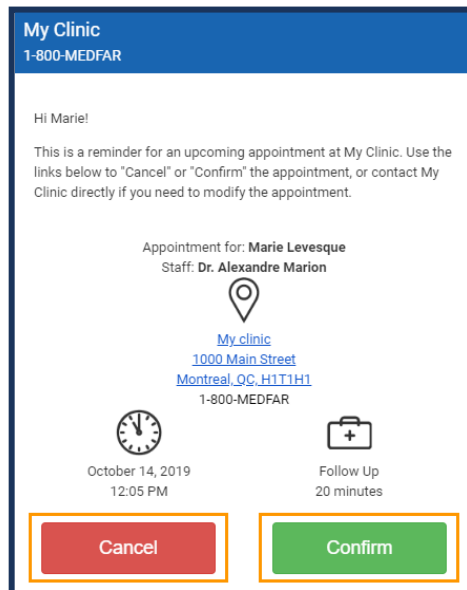 My Clinic
1-800-MEDFAR
Hi Marie!
This is a reminder for an upcoming appointment at My Clinic. Use the
links below to "Cancel" or "Confirm" the appointment, or contact My
Clinic directly if you need to modify the appointment.
Appointment for: Marie Levesque
Staff: Dr. Alexandre Marion
My clinic
1000 Main Street
Montreal, QC, H1T1H1
1-800-MEDFAR
October 14, 2019
12:05 PM
Follow Up
20 minutes
Cancel
Confirm